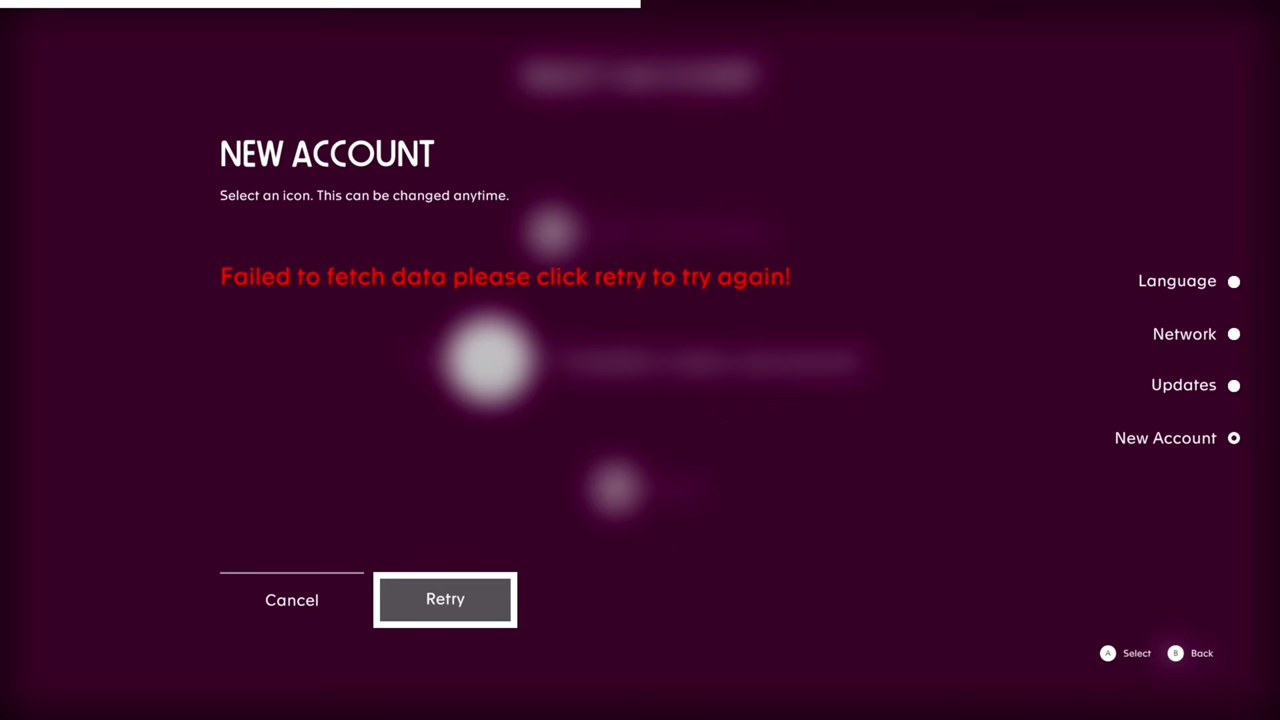 NEW ACCOUNT
Select an icon. This can be changed anytime.
Failed to fetch data please click retry to try again!
Language
Network
Updates
New Account
Cancel
Retry
A Select B Back